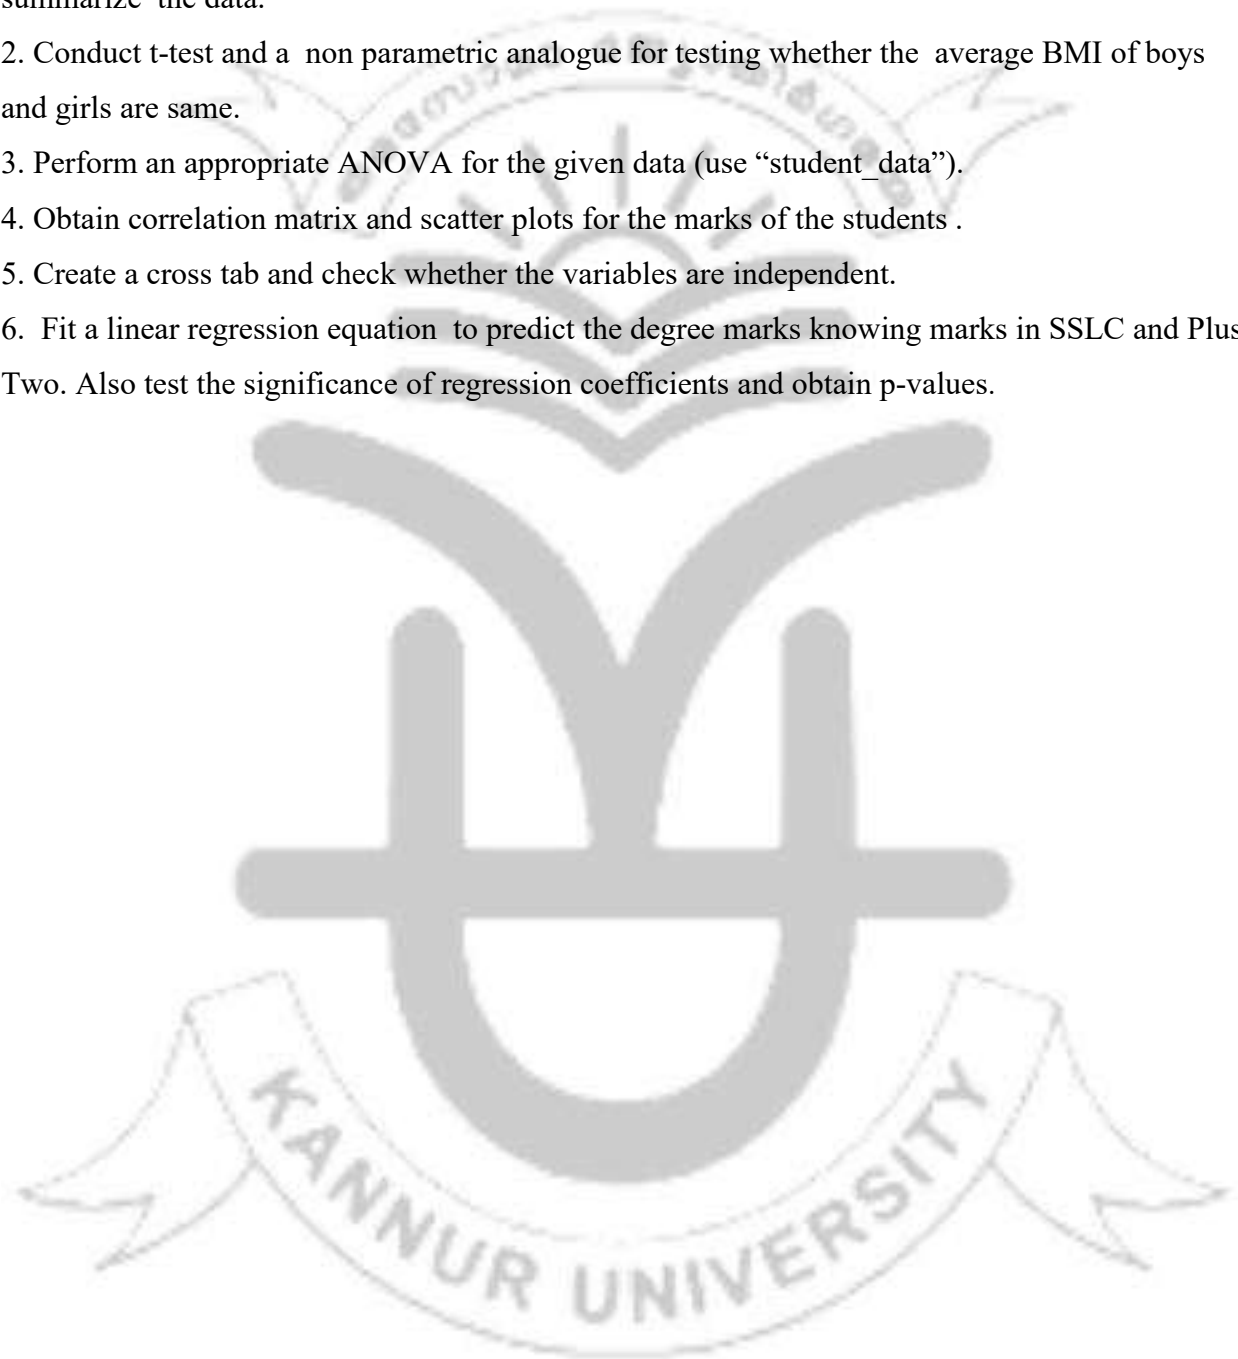 summarize the data.
2. Conduct t-test and a non parametric analogue for testing whether the average BMI of boys
and girls are same.
3. Perform an appropriate ANOVA for the given data (use “student_data”).
4. Obtain correlation matrix and scatter plots for the marks of the students .
5. Create a cross tab and check whether the variables are independent.
6. Fit a linear regression equation to predict the degree marks knowing marks in SSLC and Plus
Two. Also test the significance of regression coefficients and obtain p-values.
KANNUR UNIVERSITY